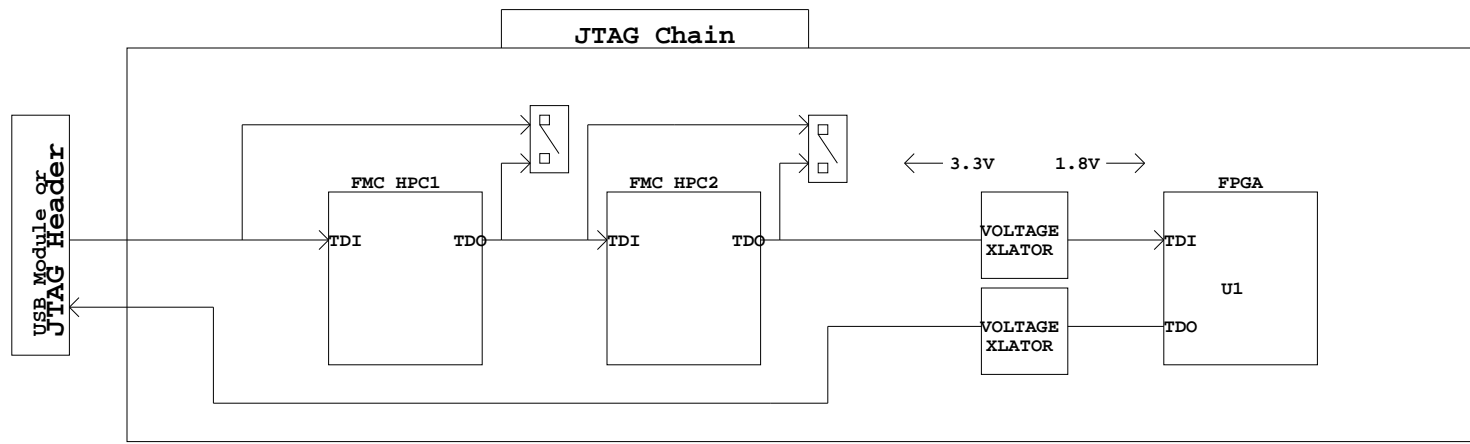 JTAG Chain
USB Module or
JTAG Header
FMC HPC1
FMC HPC2
3.3V
1.8V
FPGA
TDI
TDO
TDI
TDO
VOLTAGE
XLATOR
TDI
U1
VOLTAGE
XLATOR
TDO